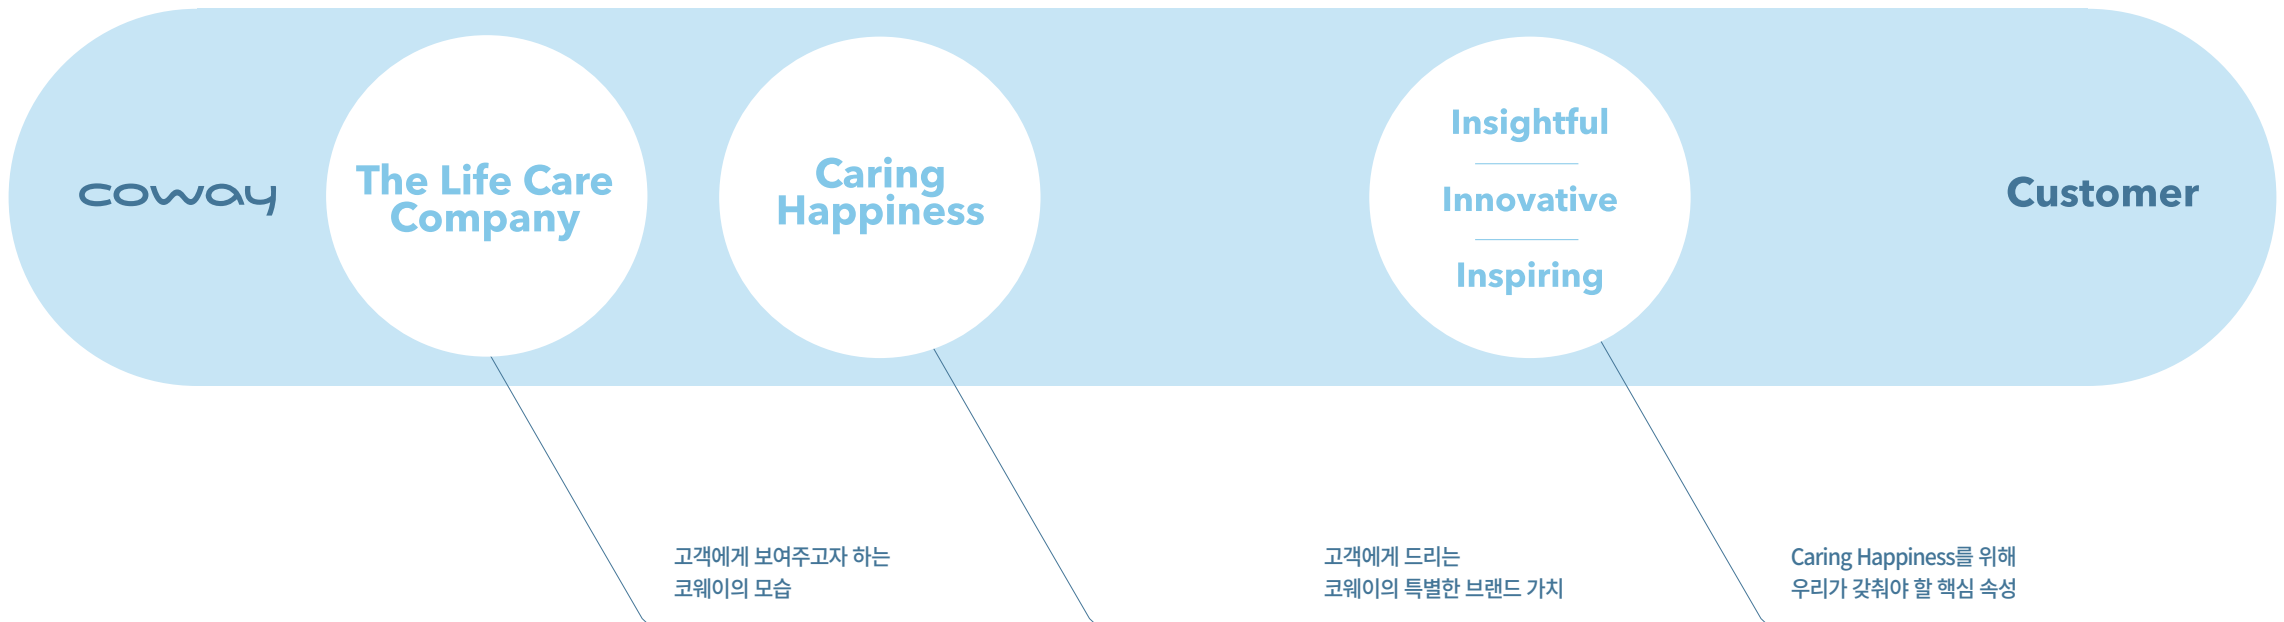 coway
The Life Care
Company
Caring
Happiness
Insightful
Innovative
Inspiring
Customer
고객에게 보여주고자 하는
코웨이의 모습
고객에게 드리는
코웨이의 특별한 브랜드 가치
Caring Happiness를 위해
우리가 갖춰야 할 핵심 속성